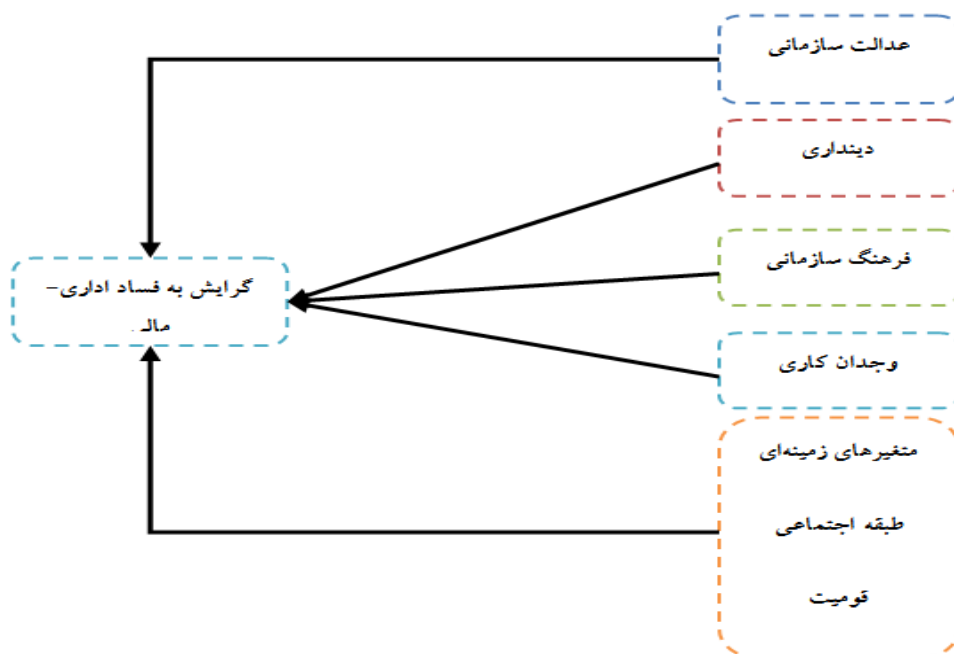 عدالت سازمانی
دینداری
فرهنگ سازمانی
گرایش به فساد اداری–
مالی
وجدان کاری
متغیرهای زمینه‌ای
طبقه اجتماعی
قومیت